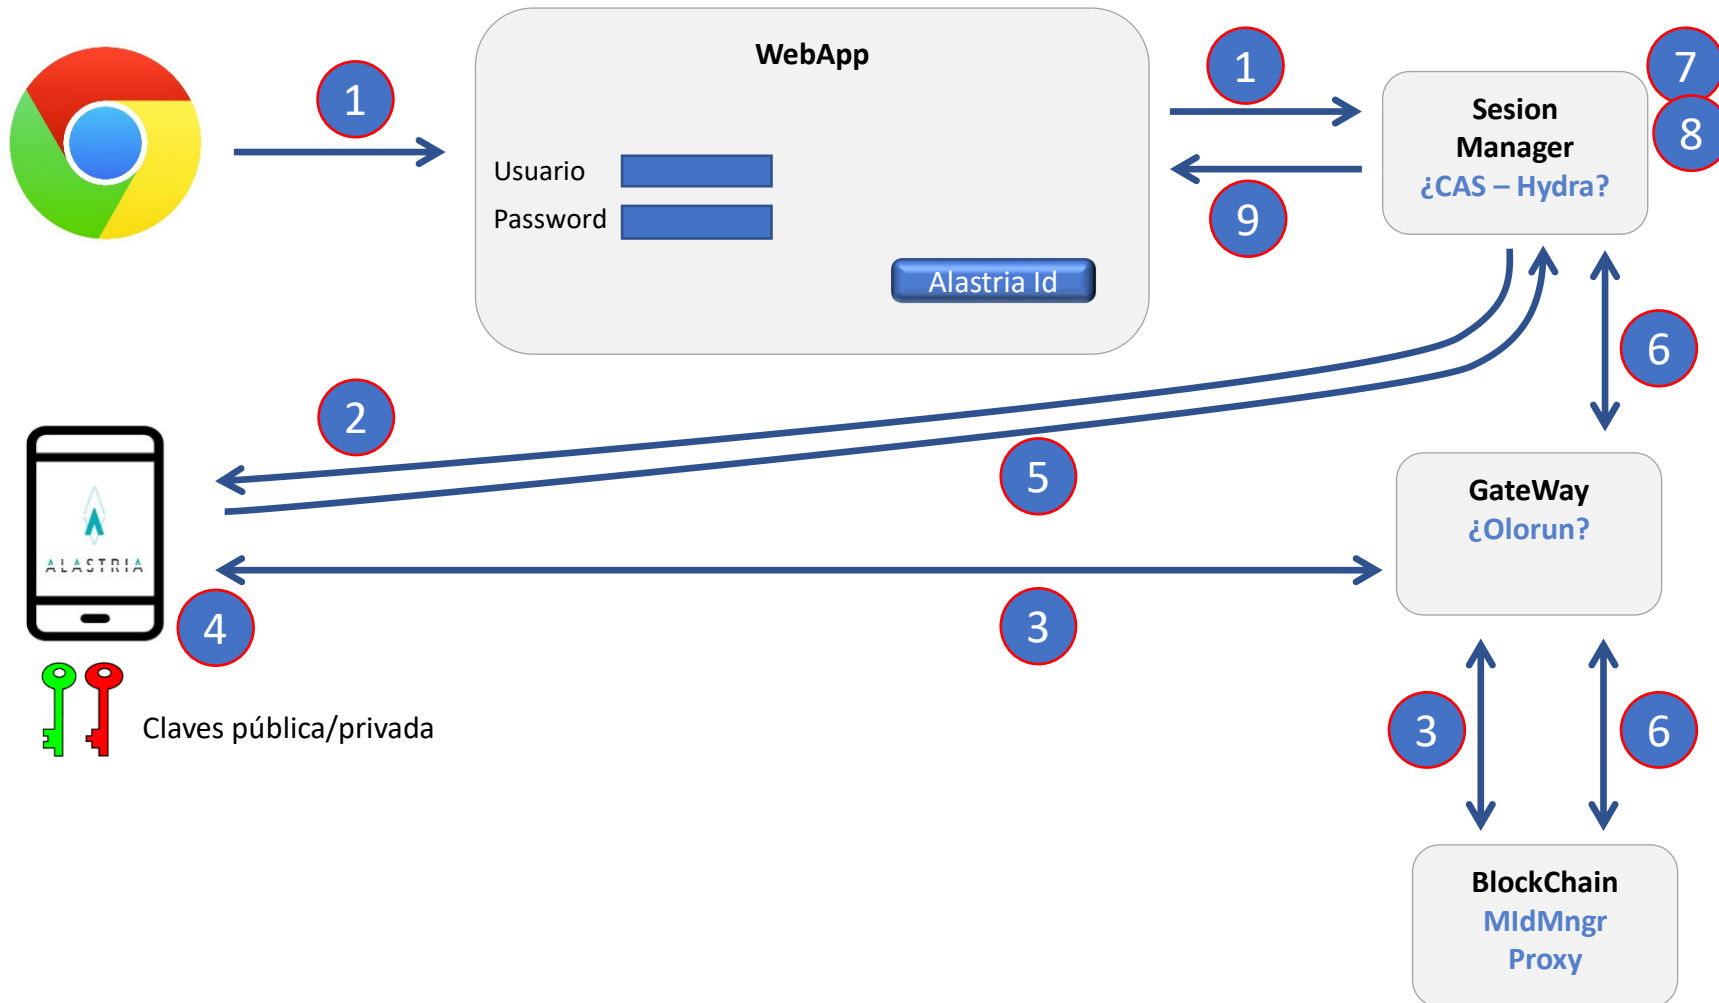 WebApp
1
1
7
Sesion
Manager
¿CAS – Hydra?
8
Usuario
Password
9
Alastria Id
6
2
5
GateWay
¿Olorun?
ALASTRIA
4
3
Claves pública/privada
3
6
BlockChain
MIdMngr
Proxy